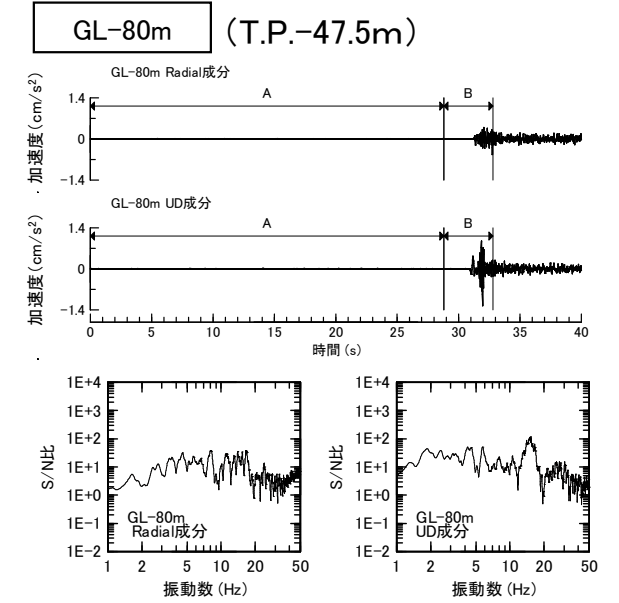 GL-80m (T.P.-47.5m)
GL-80m Radial成分
加速度(cm/s²)
1.4
0
-1.4
A
B
GL-80m UD成分
加速度(cm/s²)
1.4
0
-1.4
A
B
0 5 10 15 20 25 30 35 40
時間(s)
S/N比
1E+4
1E+3
1E+2
1E+1
1E+0
1E-1
1E-2
GL-80m
Radial成分
1 2 5 10 20 50
振動数(Hz)
S/N比
1E+4
1E+3
1E+2
1E+1
1E+0
1E-1
1E-2
GL-80m
UD成分
1 2 5 10 20 50
振動数(Hz)